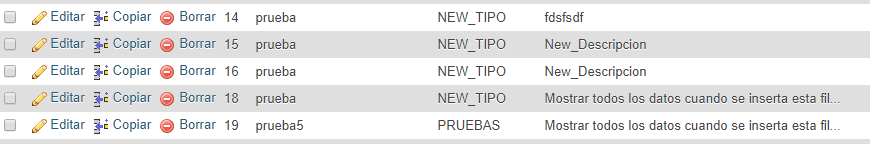 Editar Copiar Borrar 14 prueba NEW_TIPO fdsfsdf
Editar Copiar Borrar 15 prueba NEW_TIPO New_Descripcion
Editar Copiar Borrar 16 prueba NEW_TIPO New_Descripcion
Editar Copiar Borrar 18 prueba NEW_TIPO Mostrar todos los datos cuando se inserta esta fil...
Editar Copiar Borrar 19 prueba5 PRUEBAS Mostrar todos los datos cuando se inserta esta fil...